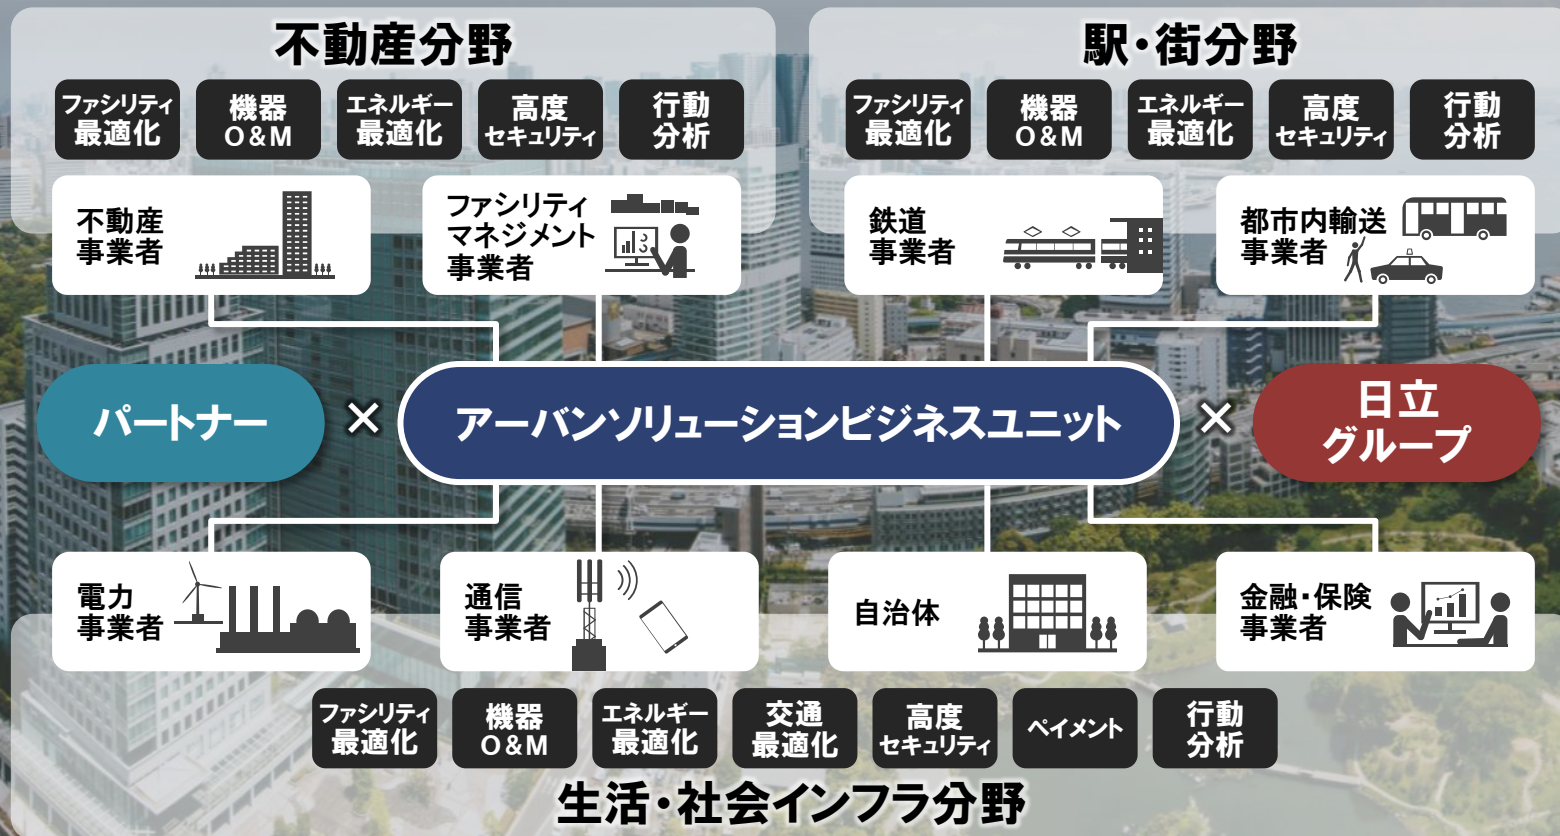 不動産分野
ファシリティ
最適化
機器
O&M
エネルギー
最適化
高度
セキュリティ
行動
分析
不動産
事業者
ファシリティ
マネジメント
事業者
駅・街分野
ファシリティ
最適化
機器
O&M
エネルギー
最適化
高度
セキュリティ
行動
分析
鉄道
事業者
都市内輸送
事業者
パートナー
×
アーバンソリューションビジネスユニット
×
日立
グループ
電力
事業者
通信
事業者
自治体
金融・保険
事業者
ファシリティ
最適化
機器
O&M
エネルギー
最適化
交通
最適化
高度
セキュリティ
ペイメント
行動
分析
生活・社会インフラ分野